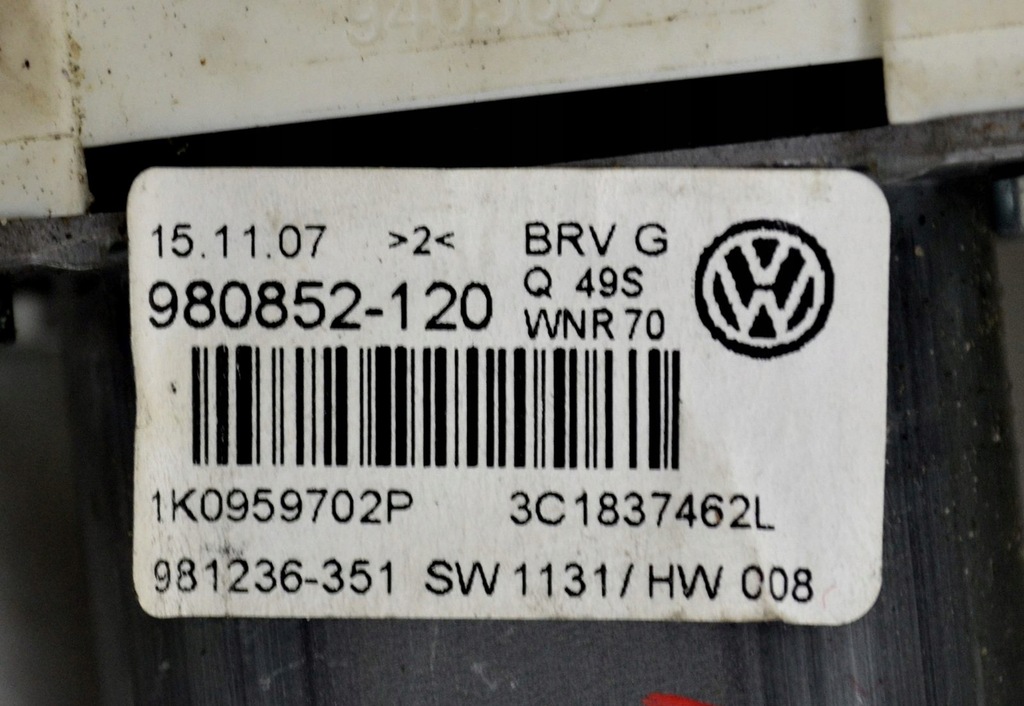 15.11.07 >2< BRV G
980852-120 Q 49S
WNR 70
1K0959702P 3C1837462L
981236-351 SW 1131/ HW 008